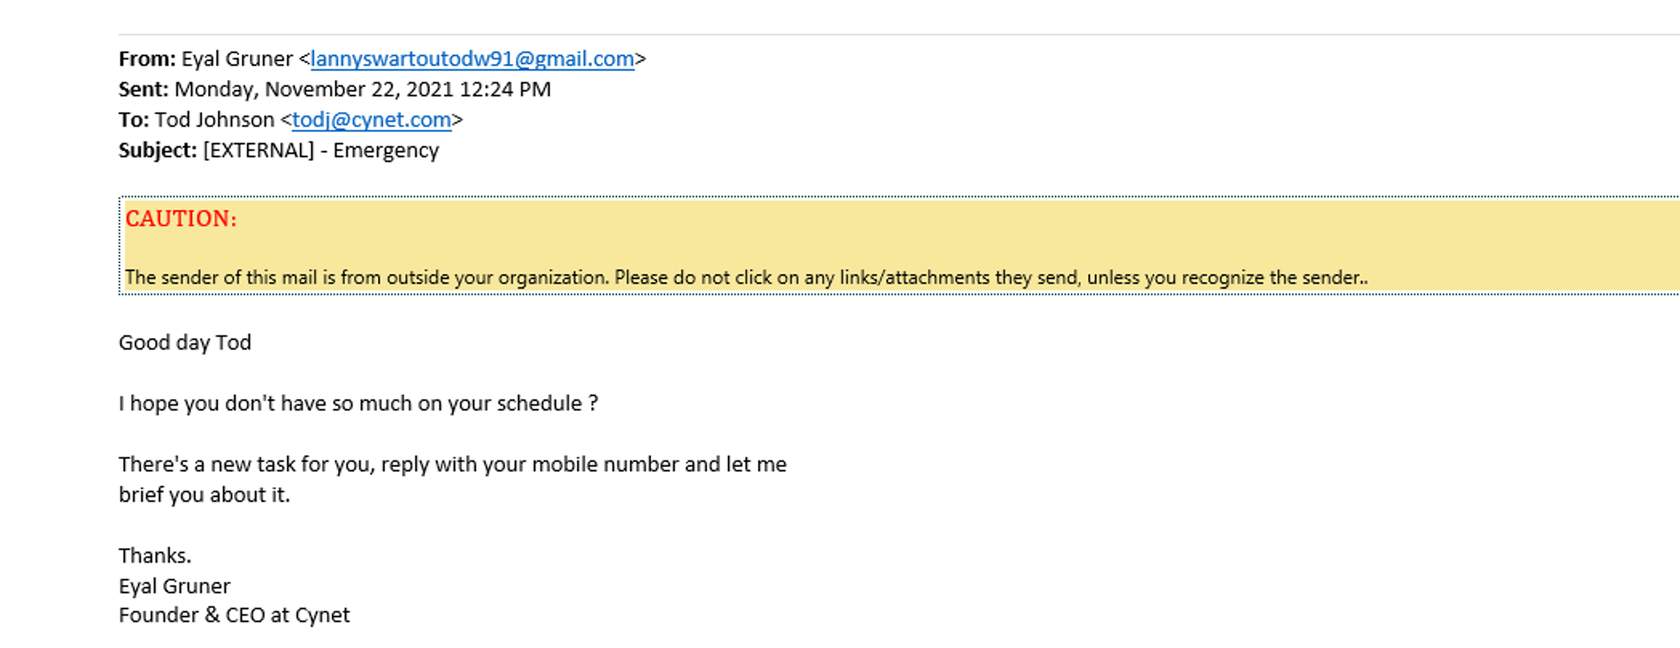 From: Eyal Gruner <lannyswartoutodw91@gmail.com>
Sent: Monday, November 22, 2021 12:24 PM
To: Tod Johnson <todj@cynet.com>
Subject: [EXTERNAL] - Emergency
CAUTION:
The sender of this mail is from outside your organization. Please do not click on any links/attachments they send, unless you recognize the sender..
Good day Tod
I hope you don't have so much on your schedule ?
There's a new task for you, reply with your mobile number and let me
brief you about it.
Thanks.
Eyal Gruner
Founder & CEO at Cynet